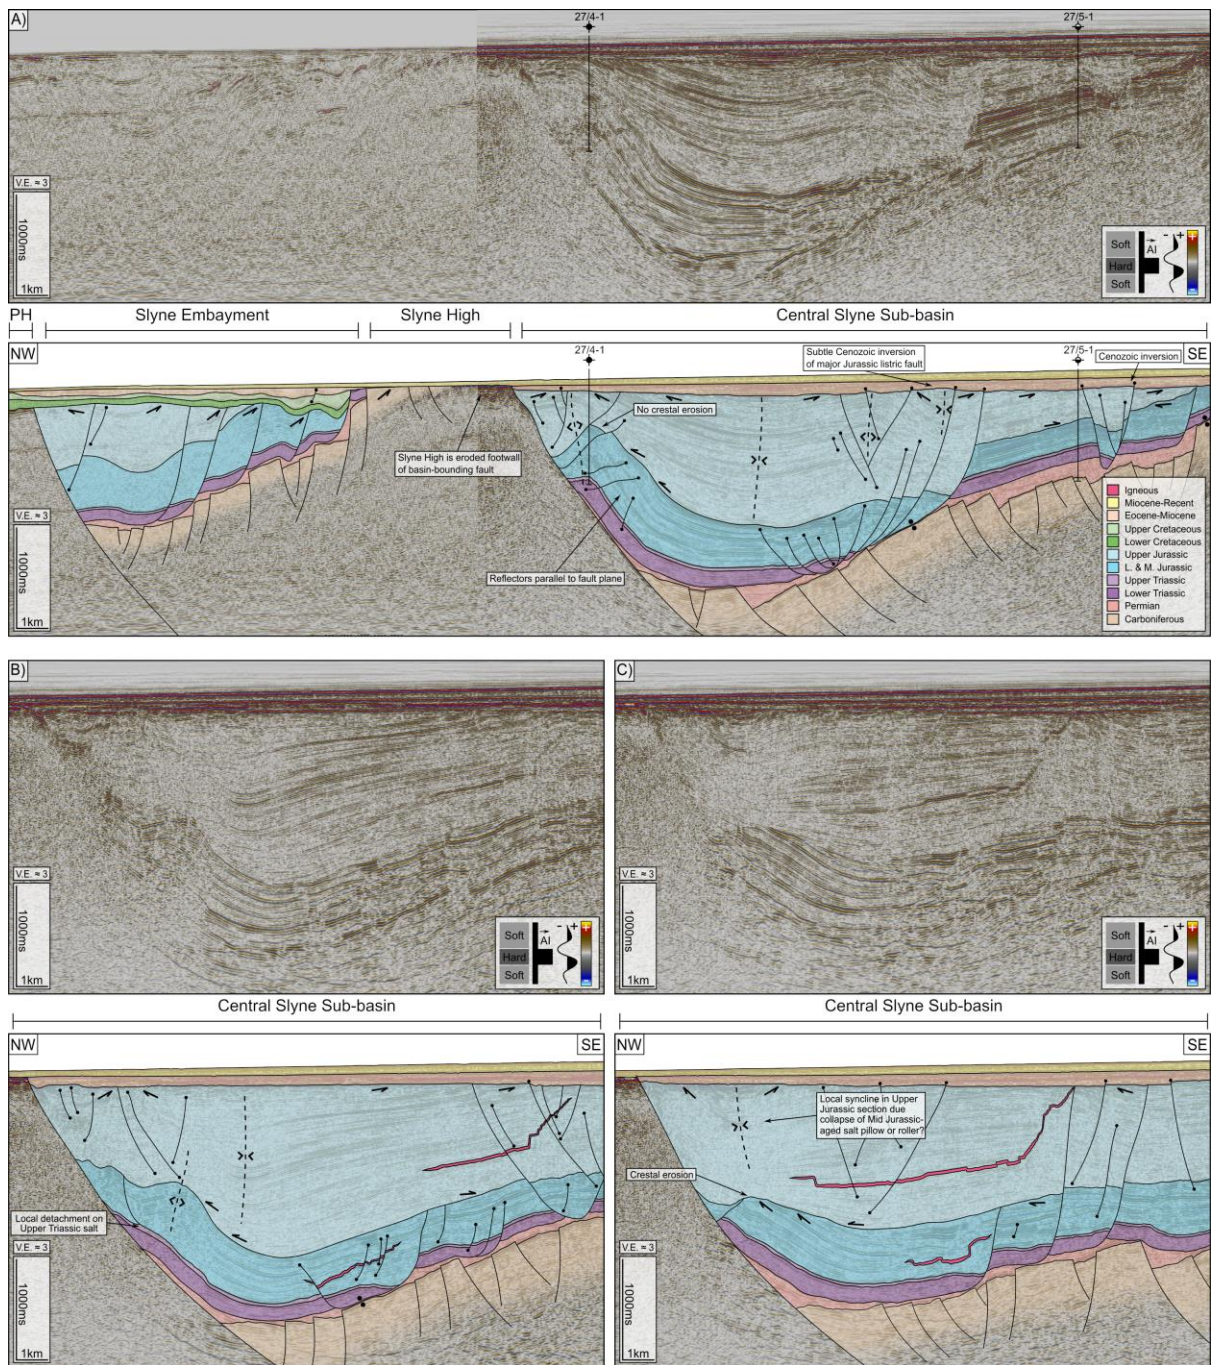 A)
27/4-1
27/5-1
V.E. ≈ 3
1000ms
1km
- +
Soft
AI
Hard
Soft
+
PH
Slyne Embayment
Slyne High
Central Slyne Sub-basin
NW
27/4-1
Subtle Cenozoic inversion
of major Jurassic listric fault
27/5-1
Cenozoic inversion
SE
No crestal erosion
Slyne High is eroded footwall
of basin-bounding fault
Reflectors parallel to fault plane
V.E. ≈ 3
1000ms
1km
Igneous
Miocene-Recent
Eocene-Miocene
Upper Cretaceous
Lower Cretaceous
Upper Jurassic
L. & M. Jurassic
Upper Triassic
Lower Triassic
Permian
Carboniferous
B)
V.E. ≈ 3
1000ms
1km
- +
Soft
AI
Hard
Soft
+
C)
V.E. ≈ 3
1000ms
1km
- +
Soft
AI
Hard
Soft
+
Central Slyne Sub-basin
NW
SE
Local detachment on
Upper Triassic salt
V.E. ≈ 3
1000ms
1km
Central Slyne Sub-basin
NW
SE
Local syncline in Upper
Jurassic section due
collapse of Mid Jurassic-
aged salt pillow or roller?
Crestal erosion
V.E. ≈ 3
1000ms
1km